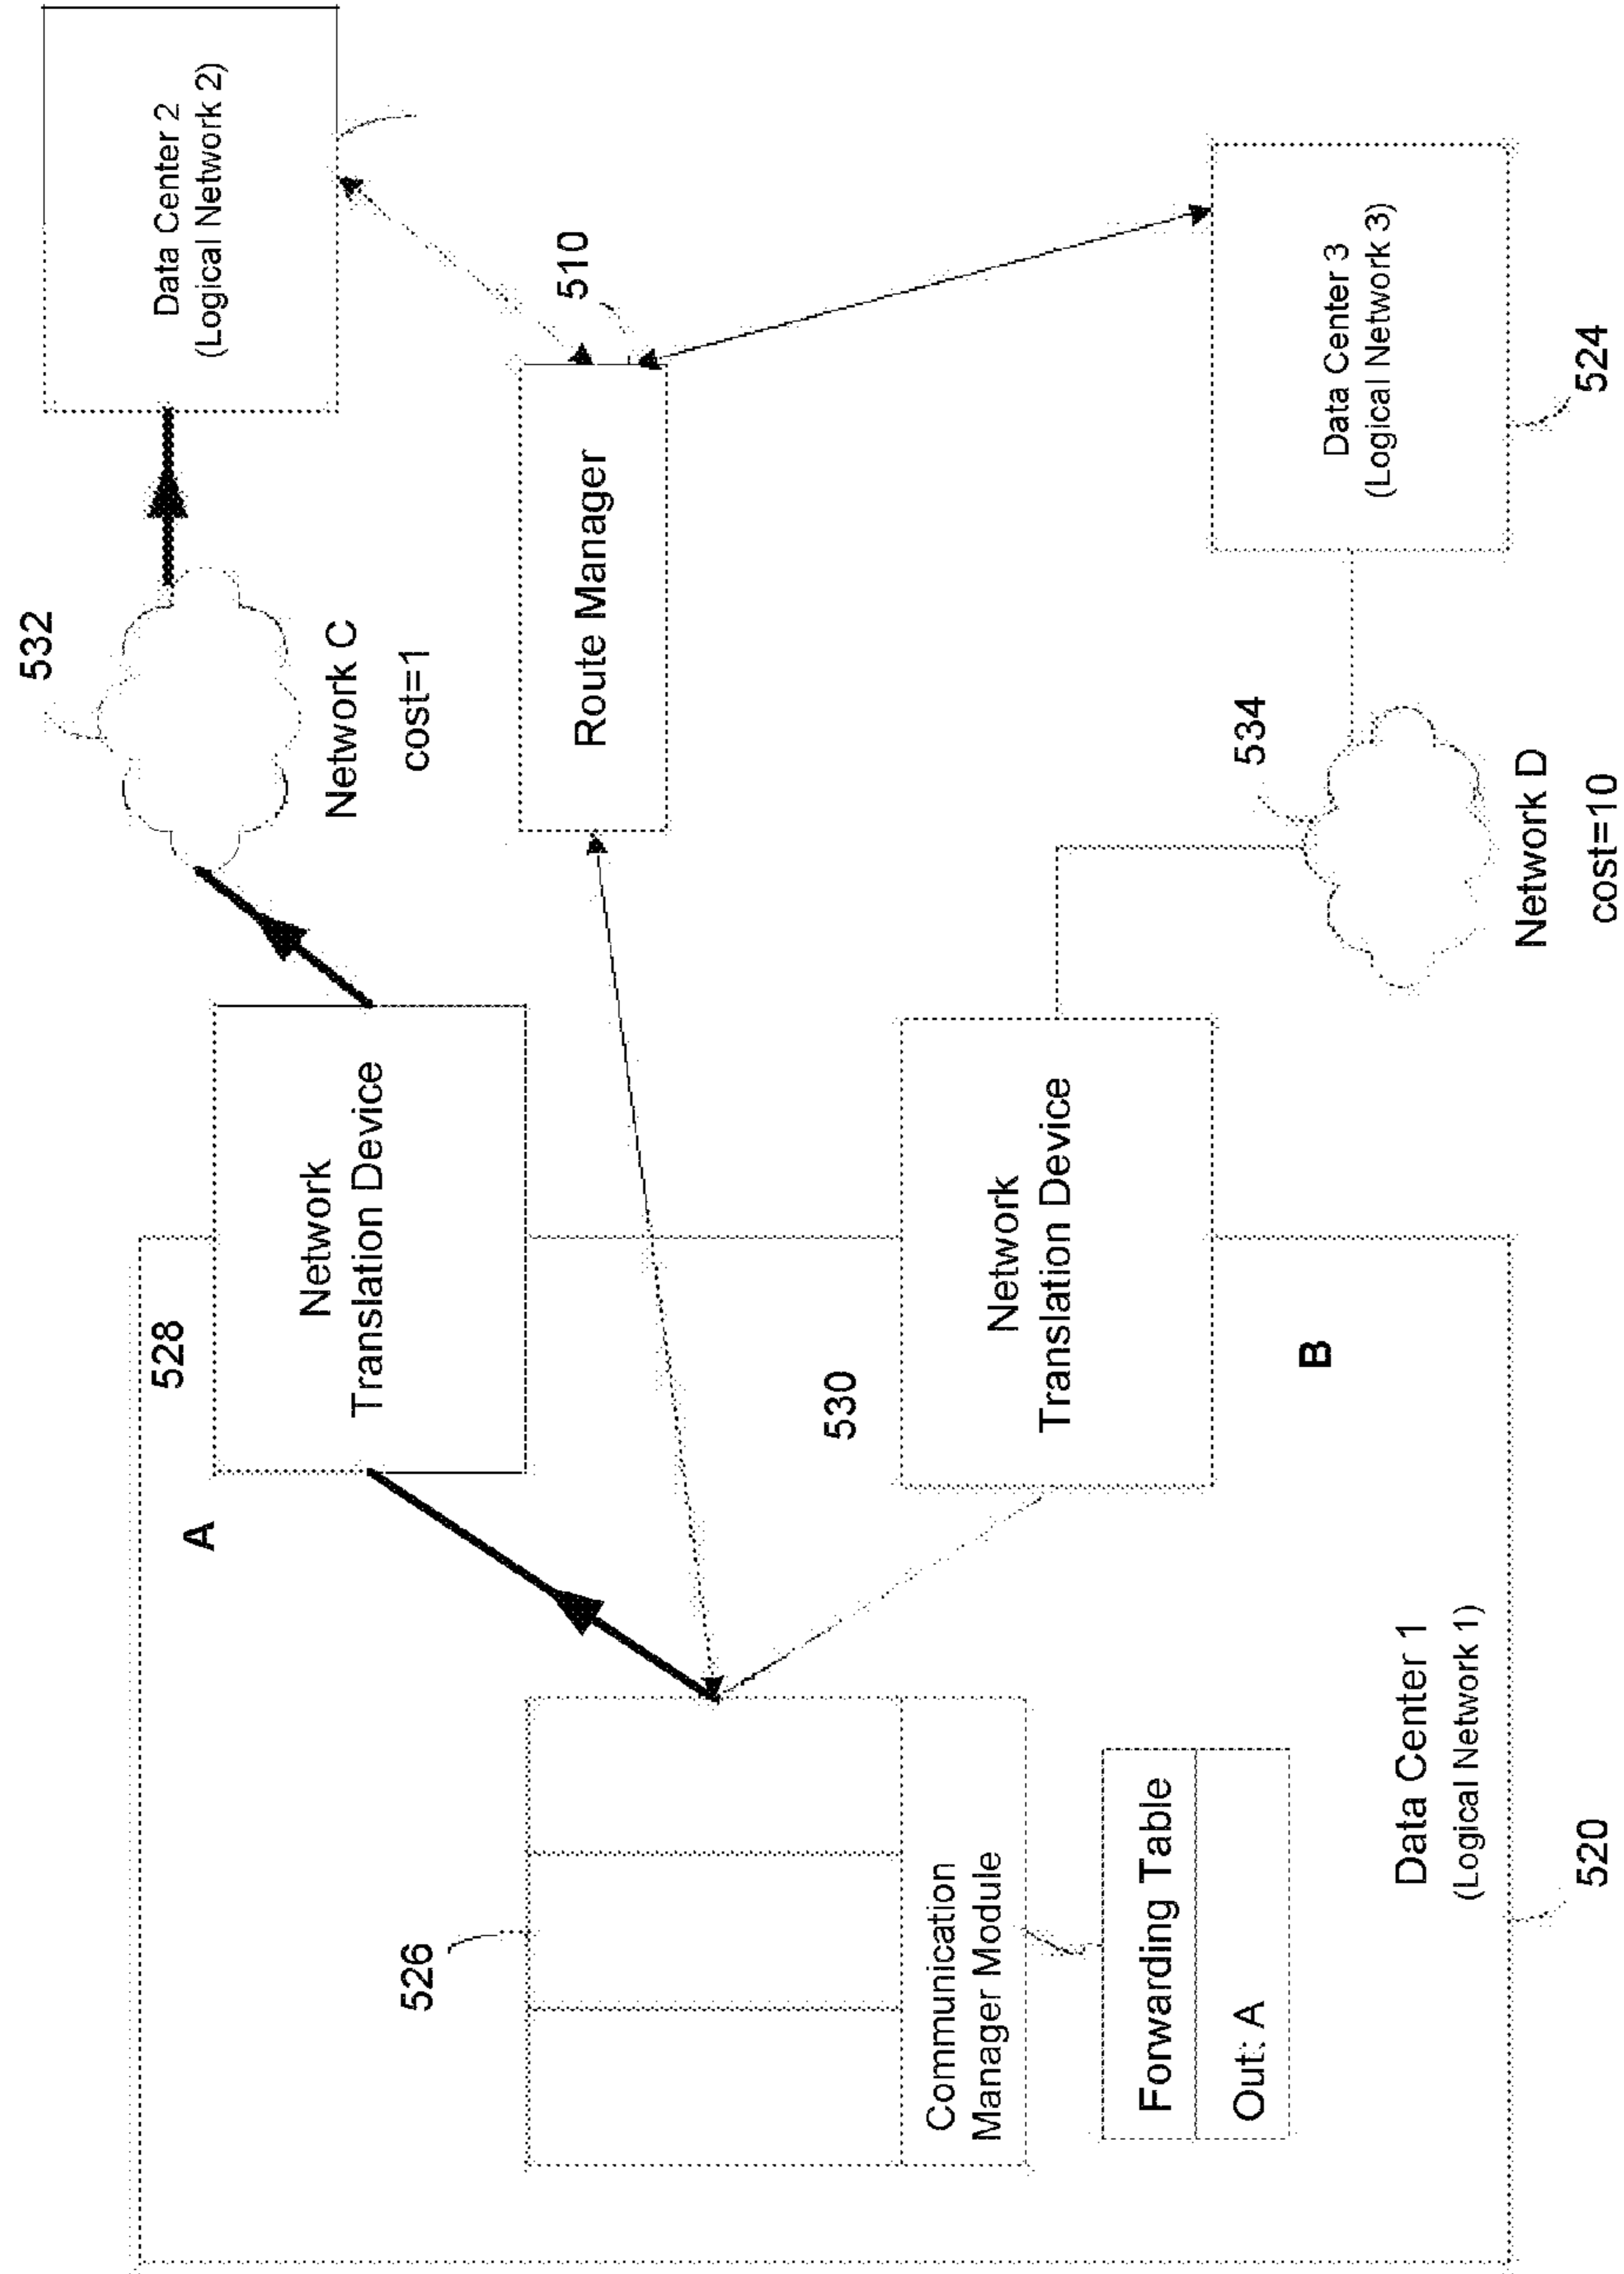 532
Data Center 2
(Logical Network 2)
Network C
cost=1
510
Route Manager
A
528
Network
Translation Device
526
Communication
Manager Module
Forwarding Table
Out: A
530
Network
Translation Device
B
534
Network D
cost=10
Data Center 3
(Logical Network 3)
524
Data Center 1
(Logical Network 1)
520